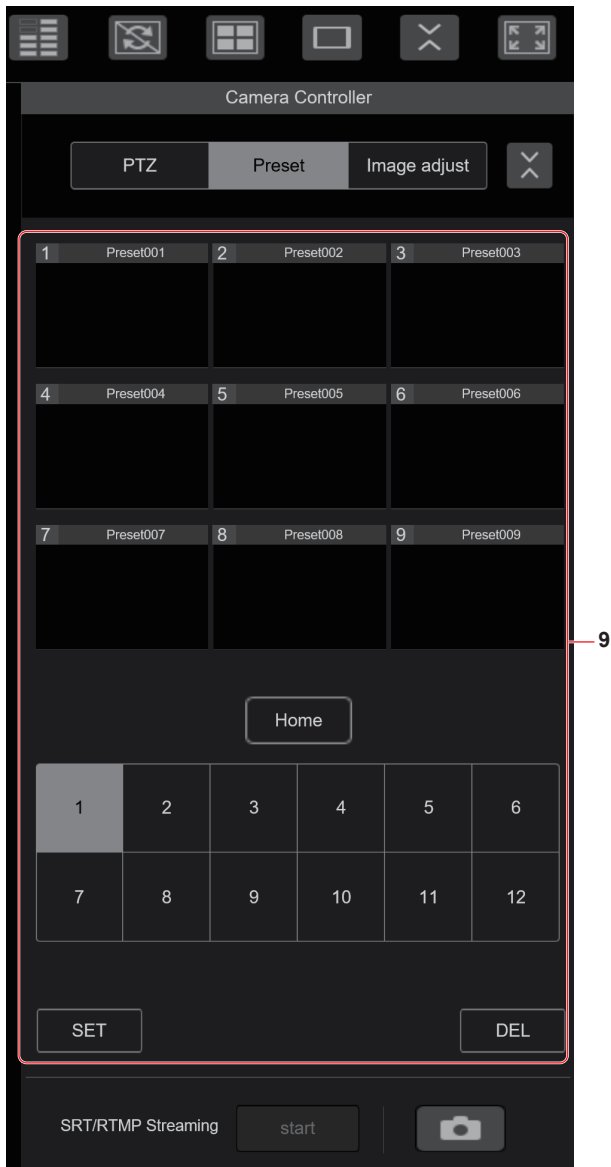 Camera Controller
PTZ Preset Image adjust
1 Preset001 2 Preset002 3 Preset003
4 Preset004 5 Preset005 6 Preset006
7 Preset007 8 Preset008 9 Preset009
9
Home
1 2 3 4 5 6
7 8 9 10 11 12
SET DEL
SRT/RTMP Streaming start